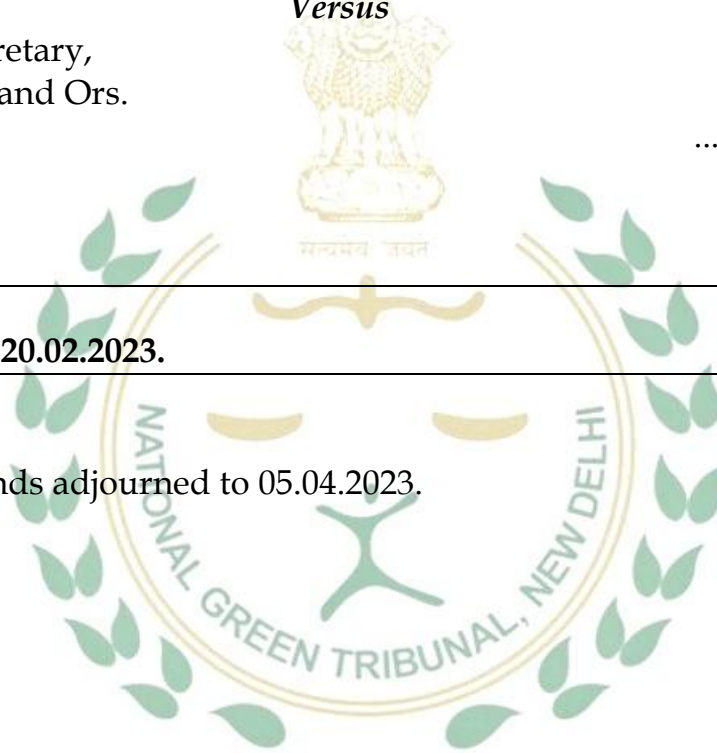 Versus
retary,
and Ors.
...
सत्यमेव जयते
20.02.2023.
nds adjourned to 05.04.2023.
NATIONAL GREEN TRIBUNAL, NEW DELHI